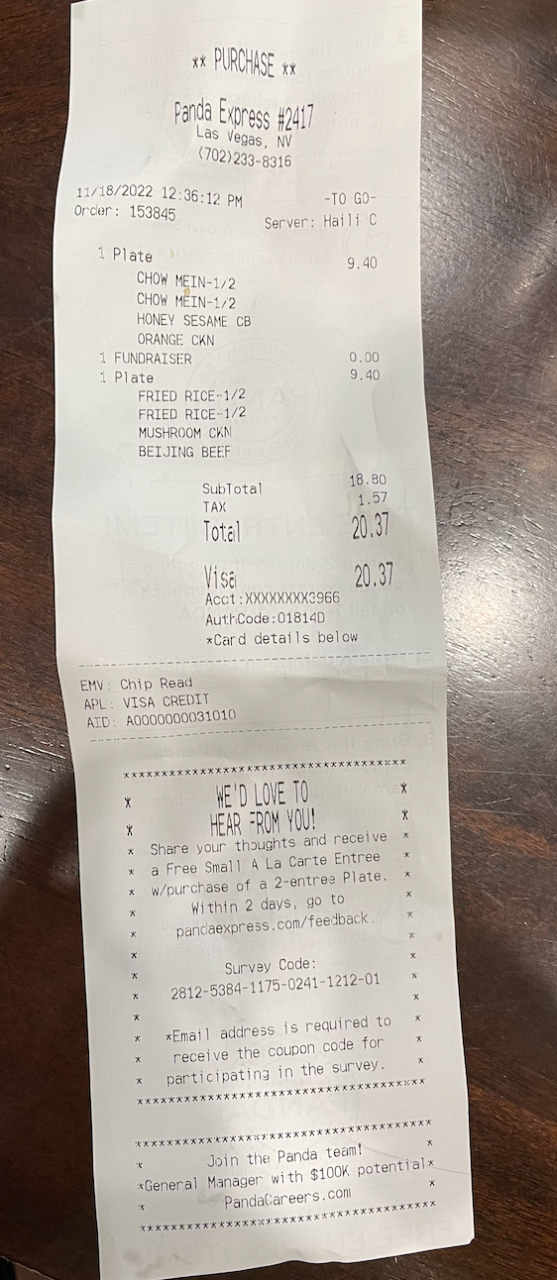 ** PURCHASE **
Panda Express #2417
Las Vegas, NV
(702)233-8316
11/18/2022 12:36:12 PM -TO GO-
Order: 153845 Server: Haili C
1 Plate 9.40
CHOW MEIN-1/2
CHOW MEIN-1/2
HONEY SESAME CB
ORANGE CKN
1 FUNDRAISER 0.00
1 Plate 9.40
FRIED RICE-1/2
FRIED RICE-1/2
MUSHROOM CKN
BEIJING BEEF
SubTotal 18.80
TAX 1.57
Total 20.37
Visa 20.37
Acct:XXXXXXXX3966
AuthCode:01814D
*Card details below
EMV: Chip Read
APL: VISA CREDIT
AID: A0000000031010
****************************************
* WE'D LOVE TO *
* HEAR FROM YOU! *
* Share your thoughts and receive *
* a Free Small A La Carte Entree *
* w/purchase of a 2-entree Plate. *
* Within 2 days, go to *
* pandaexpress.com/feedback. *
* Survey Code: *
* 2812-5384-1175-0241-1212-01 *
* *Email address is required to *
* receive the coupon code for *
* participating in the survey. *
****************************************
****************************************
* Join the Panda team! *
*General Manager with $100K potential*
* PandaCareers.com *
****************************************